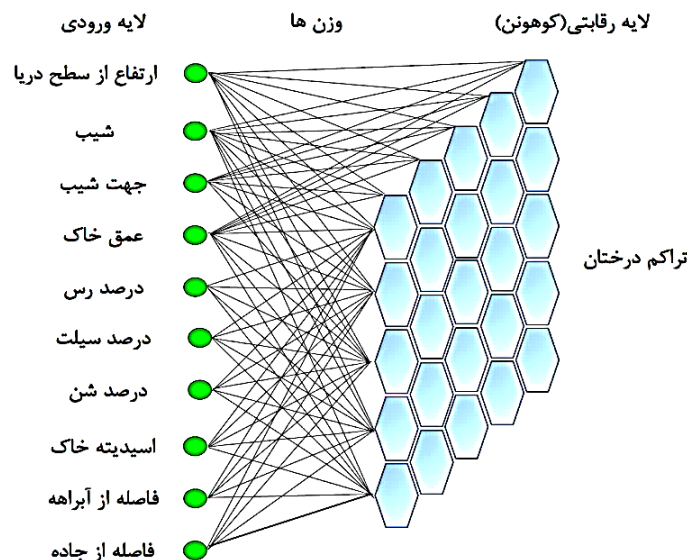 لایه رقابتی(کوهونن)
وزن ها
لایه ورودی
ارتفاع از سطح دریا
شیب
جهت شیب
عمق خاک
درصد رس
درصد سیلت
درصد شن
اسیدیته خاک
فاصله از آبراهه
فاصله از جاده
تراکم درختان